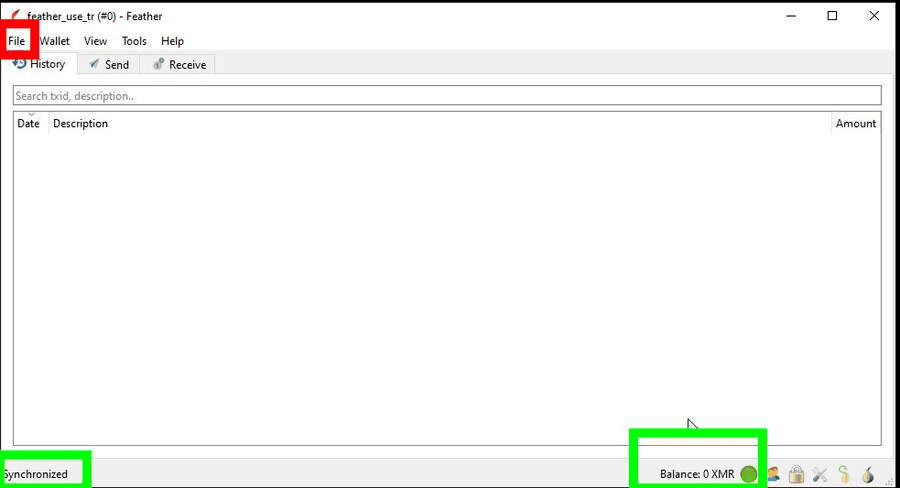 feather_use_tr (#0) - Feather
File Wallet View Tools Help
History Send Receive
Search txid, description..
Date Description Amount
Synchronized Balance: 0 XMR